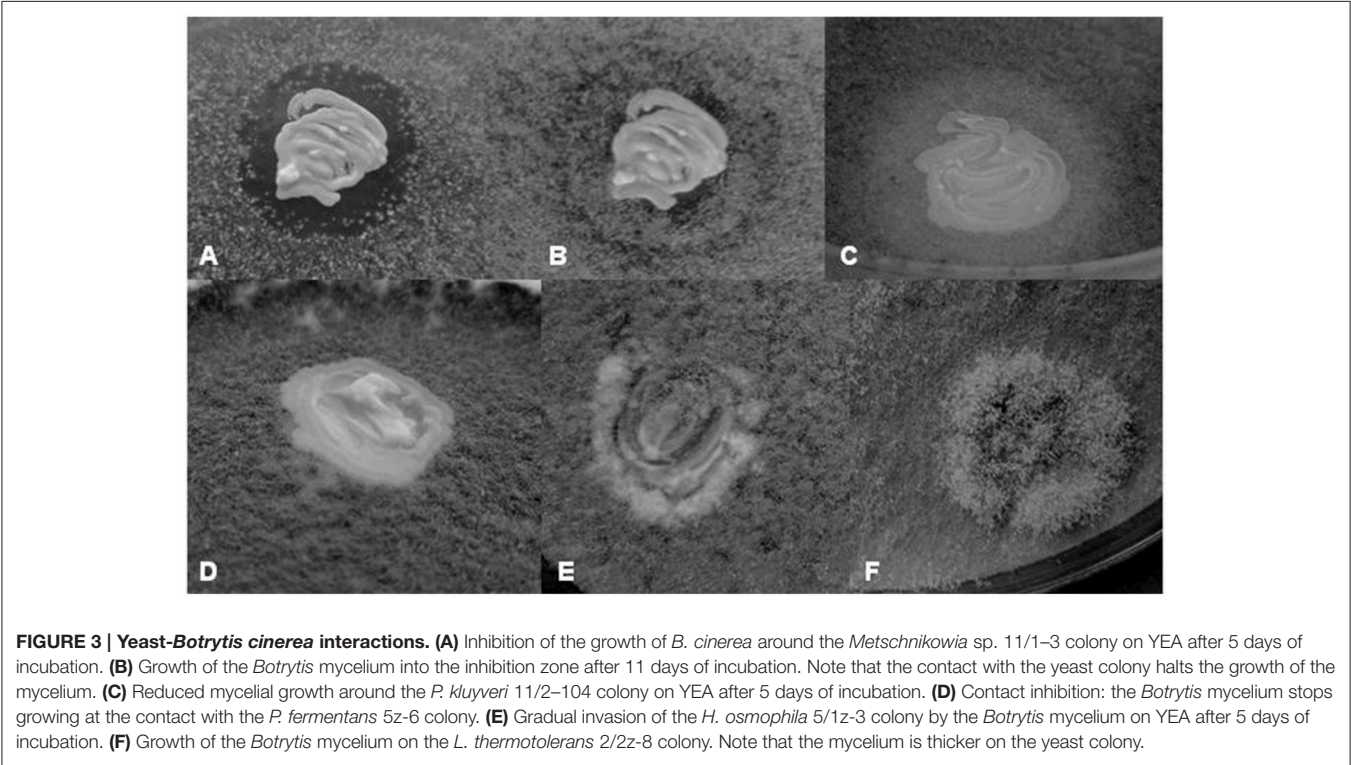 A
B
C
D
E
F
FIGURE 3 | Yeast-Botrytis cinerea interactions. (A) Inhibition of the growth of B. cinerea around the Metschnikowia sp. 11/1–3 colony on YEA after 5 days of
incubation. (B) Growth of the Botrytis mycelium into the inhibition zone after 11 days of incubation. Note that the contact with the yeast colony halts the growth of the
mycelium. (C) Reduced mycelial growth around the P. kluyveri 11/2–104 colony on YEA after 5 days of incubation. (D) Contact inhibition: the Botrytis mycelium stops
growing at the contact with the P. fermentans 5z-6 colony. (E) Gradual invasion of the H. osmophila 5/1z-3 colony by the Botrytis mycelium on YEA after 5 days of
incubation. (F) Growth of the Botrytis mycelium on the L. thermotolerans 2/2z-8 colony. Note that the mycelium is thicker on the yeast colony.